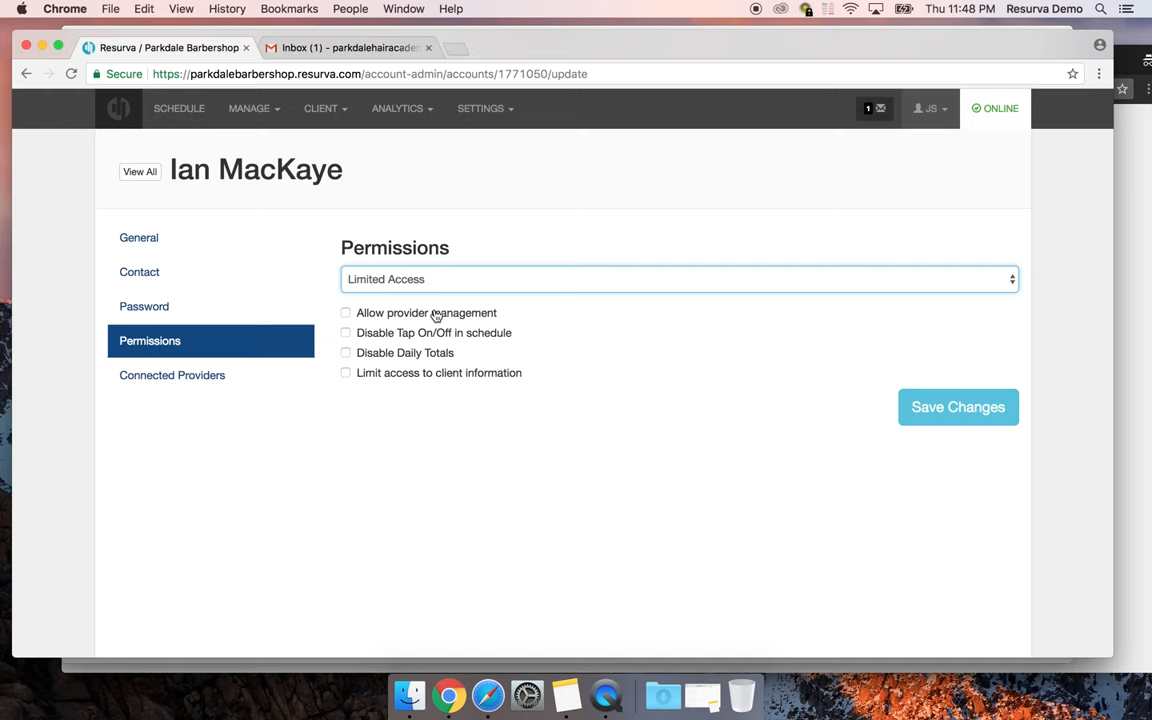 Chrome File Edit View History Bookmarks People Window Help Thu 11:48 PM Resurva Demo
Resurva / Parkdale Barbershop Inbox (1) - parkdalehairacadem
Secure https://parkdalebarbershop.resurva.com/account-admin/accounts/1771050/update
SCHEDULE MANAGE CLIENT ANALYTICS SETTINGS 1 JS ONLINE
View All Ian MacKaye
General
Contact
Password
Permissions
Connected Providers
Permissions
Limited Access
Allow provider management
Disable Tap On/Off in schedule
Disable Daily Totals
Limit access to client information
Save Changes